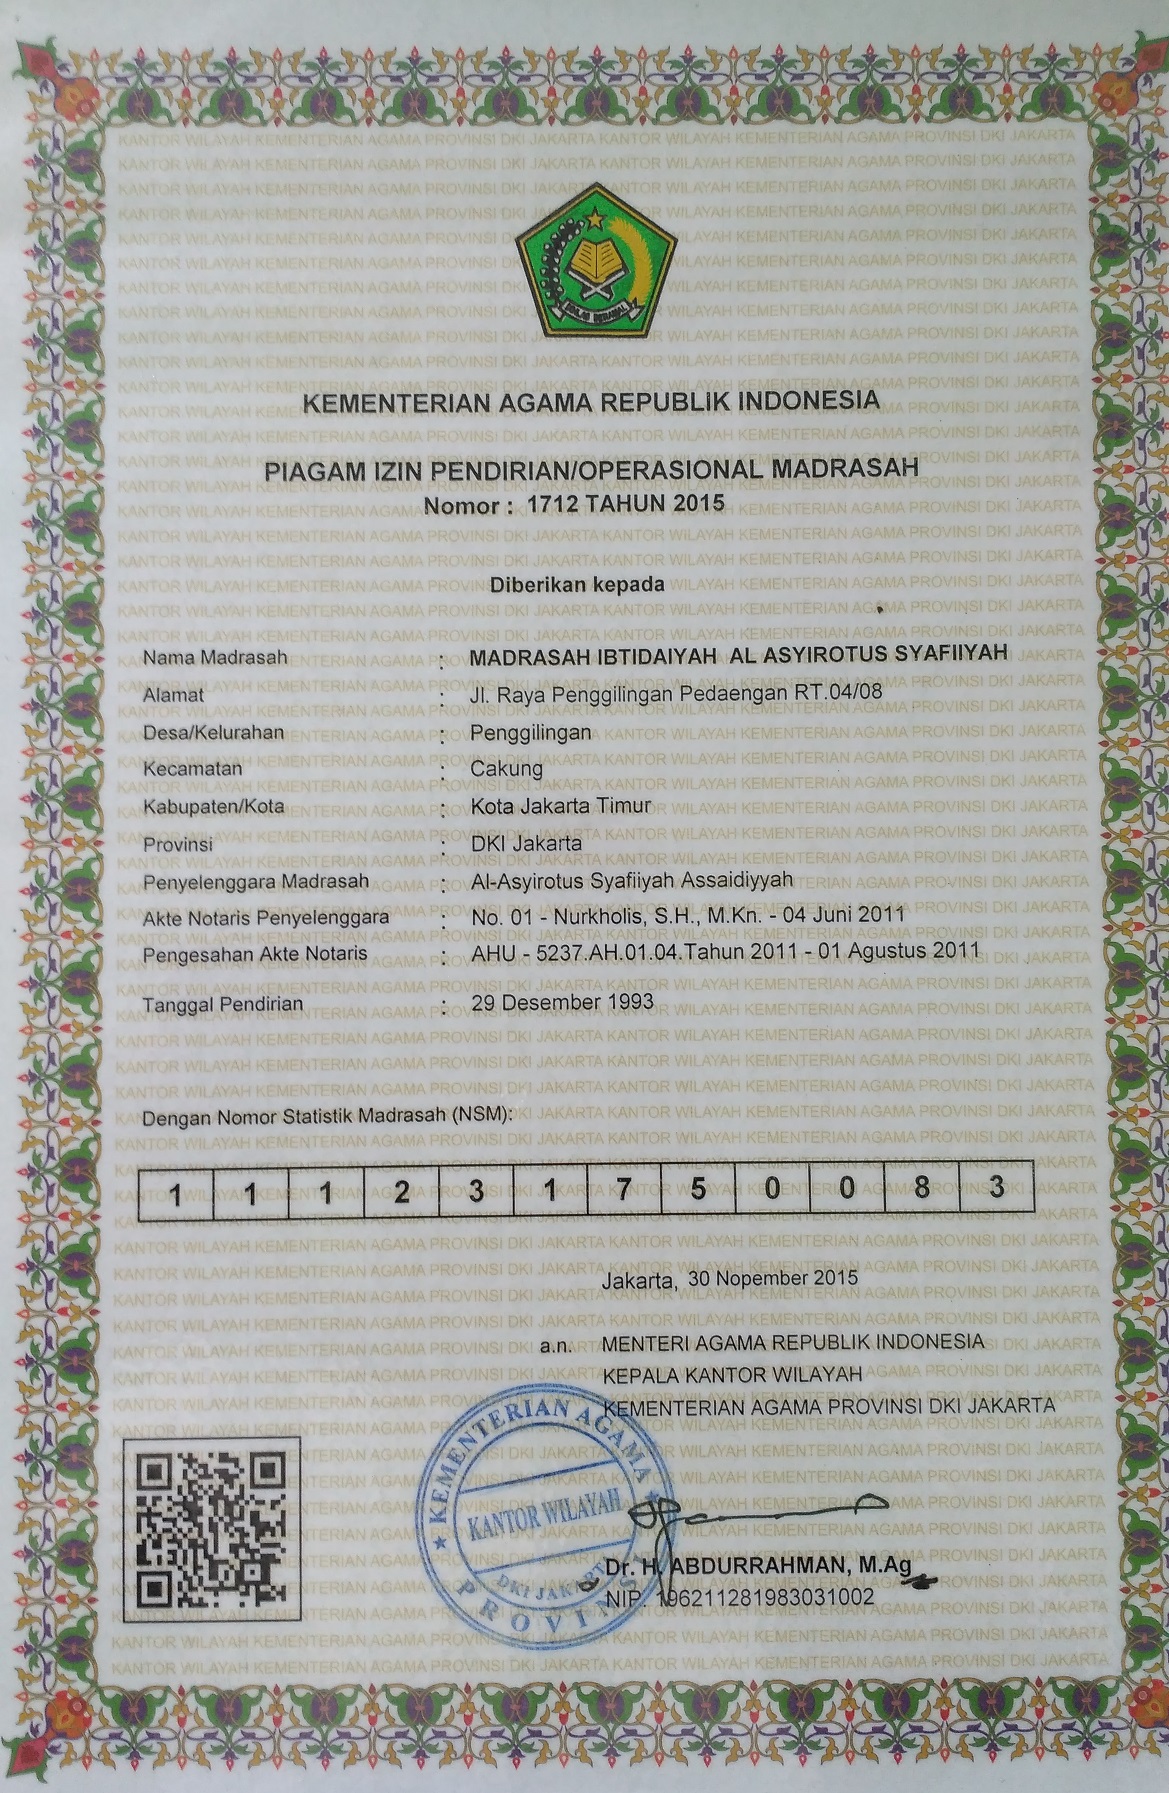 IKHLAS BERAMAL
KEMENTERIAN AGAMA REPUBLIK INDONESIA
PIAGAM IZIN PENDIRIAN/OPERASIONAL MADRASAH
Nomor : 1712 TAHUN 2015
Diberikan kepada
Nama Madrasah : MADRASAH IBTIDAIYAH AL ASYIROTUS SYAFIIYAH
Alamat : Jl. Raya Penggilingan Pedaengan RT.04/08
Desa/Kelurahan : Penggilingan
Kecamatan : Cakung
Kabupaten/Kota : Kota Jakarta Timur
Provinsi : DKI Jakarta
Penyelenggara Madrasah : Al-Asyirotus Syafiiyah Assaidiyyah
Akte Notaris Penyelenggara : No. 01 - Nurkholis, S.H., M.Kn. - 04 Juni 2011
Pengesahan Akte Notaris : AHU - 5237.AH.01.04.Tahun 2011 - 01 Agustus 2011
Tanggal Pendirian : 29 Desember 1993
Dengan Nomor Statistik Madrasah (NSM):
1 1 1 2 3 1 7 5 0 0 8 3
Jakarta, 30 Nopember 2015
a.n. MENTERI AGAMA REPUBLIK INDONESIA
KEPALA KANTOR WILAYAH
KEMENTERIAN AGAMA PROVINSI DKI JAKARTA
KEMENTERIAN AGAMA
KANTOR WILAYAH
DKI JAKARTA
PROVINSI
Dr. H. ABDURRAHMAN, M.Ag
NIP. 196211281983031002